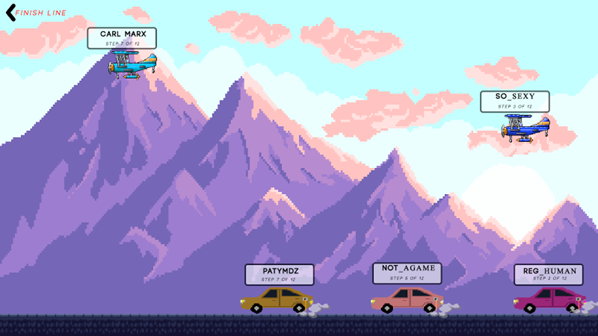 FINISH LINE
CARL MARX
STEP 7 OF 12
SO_SEXY
STEP 3 OF 12
PATYMDZ
STEP 7 OF 12
NOT_AGAME
STEP 5 OF 12
REG_HUMAN
STEP 2 OF 12